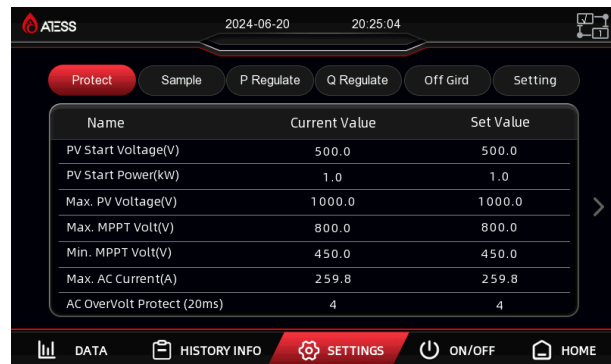 ATESS 2024-06-20 20:25:04
Protect Sample P Regulate Q Regulate Off Gird Setting
Name Current Value Set Value
PV Start Voltage(V) 500.0 500.0
PV Start Power(kW) 1.0 1.0
Max. PV Voltage(V) 1000.0 1000.0
Max. MPPT Volt(V) 800.0 800.0
Min. MPPT Volt(V) 450.0 450.0
Max. AC Current(A) 259.8 259.8
AC OverVolt Protect (20ms) 4 4
DATA HISTORY INFO SETTINGS ON/OFF HOME